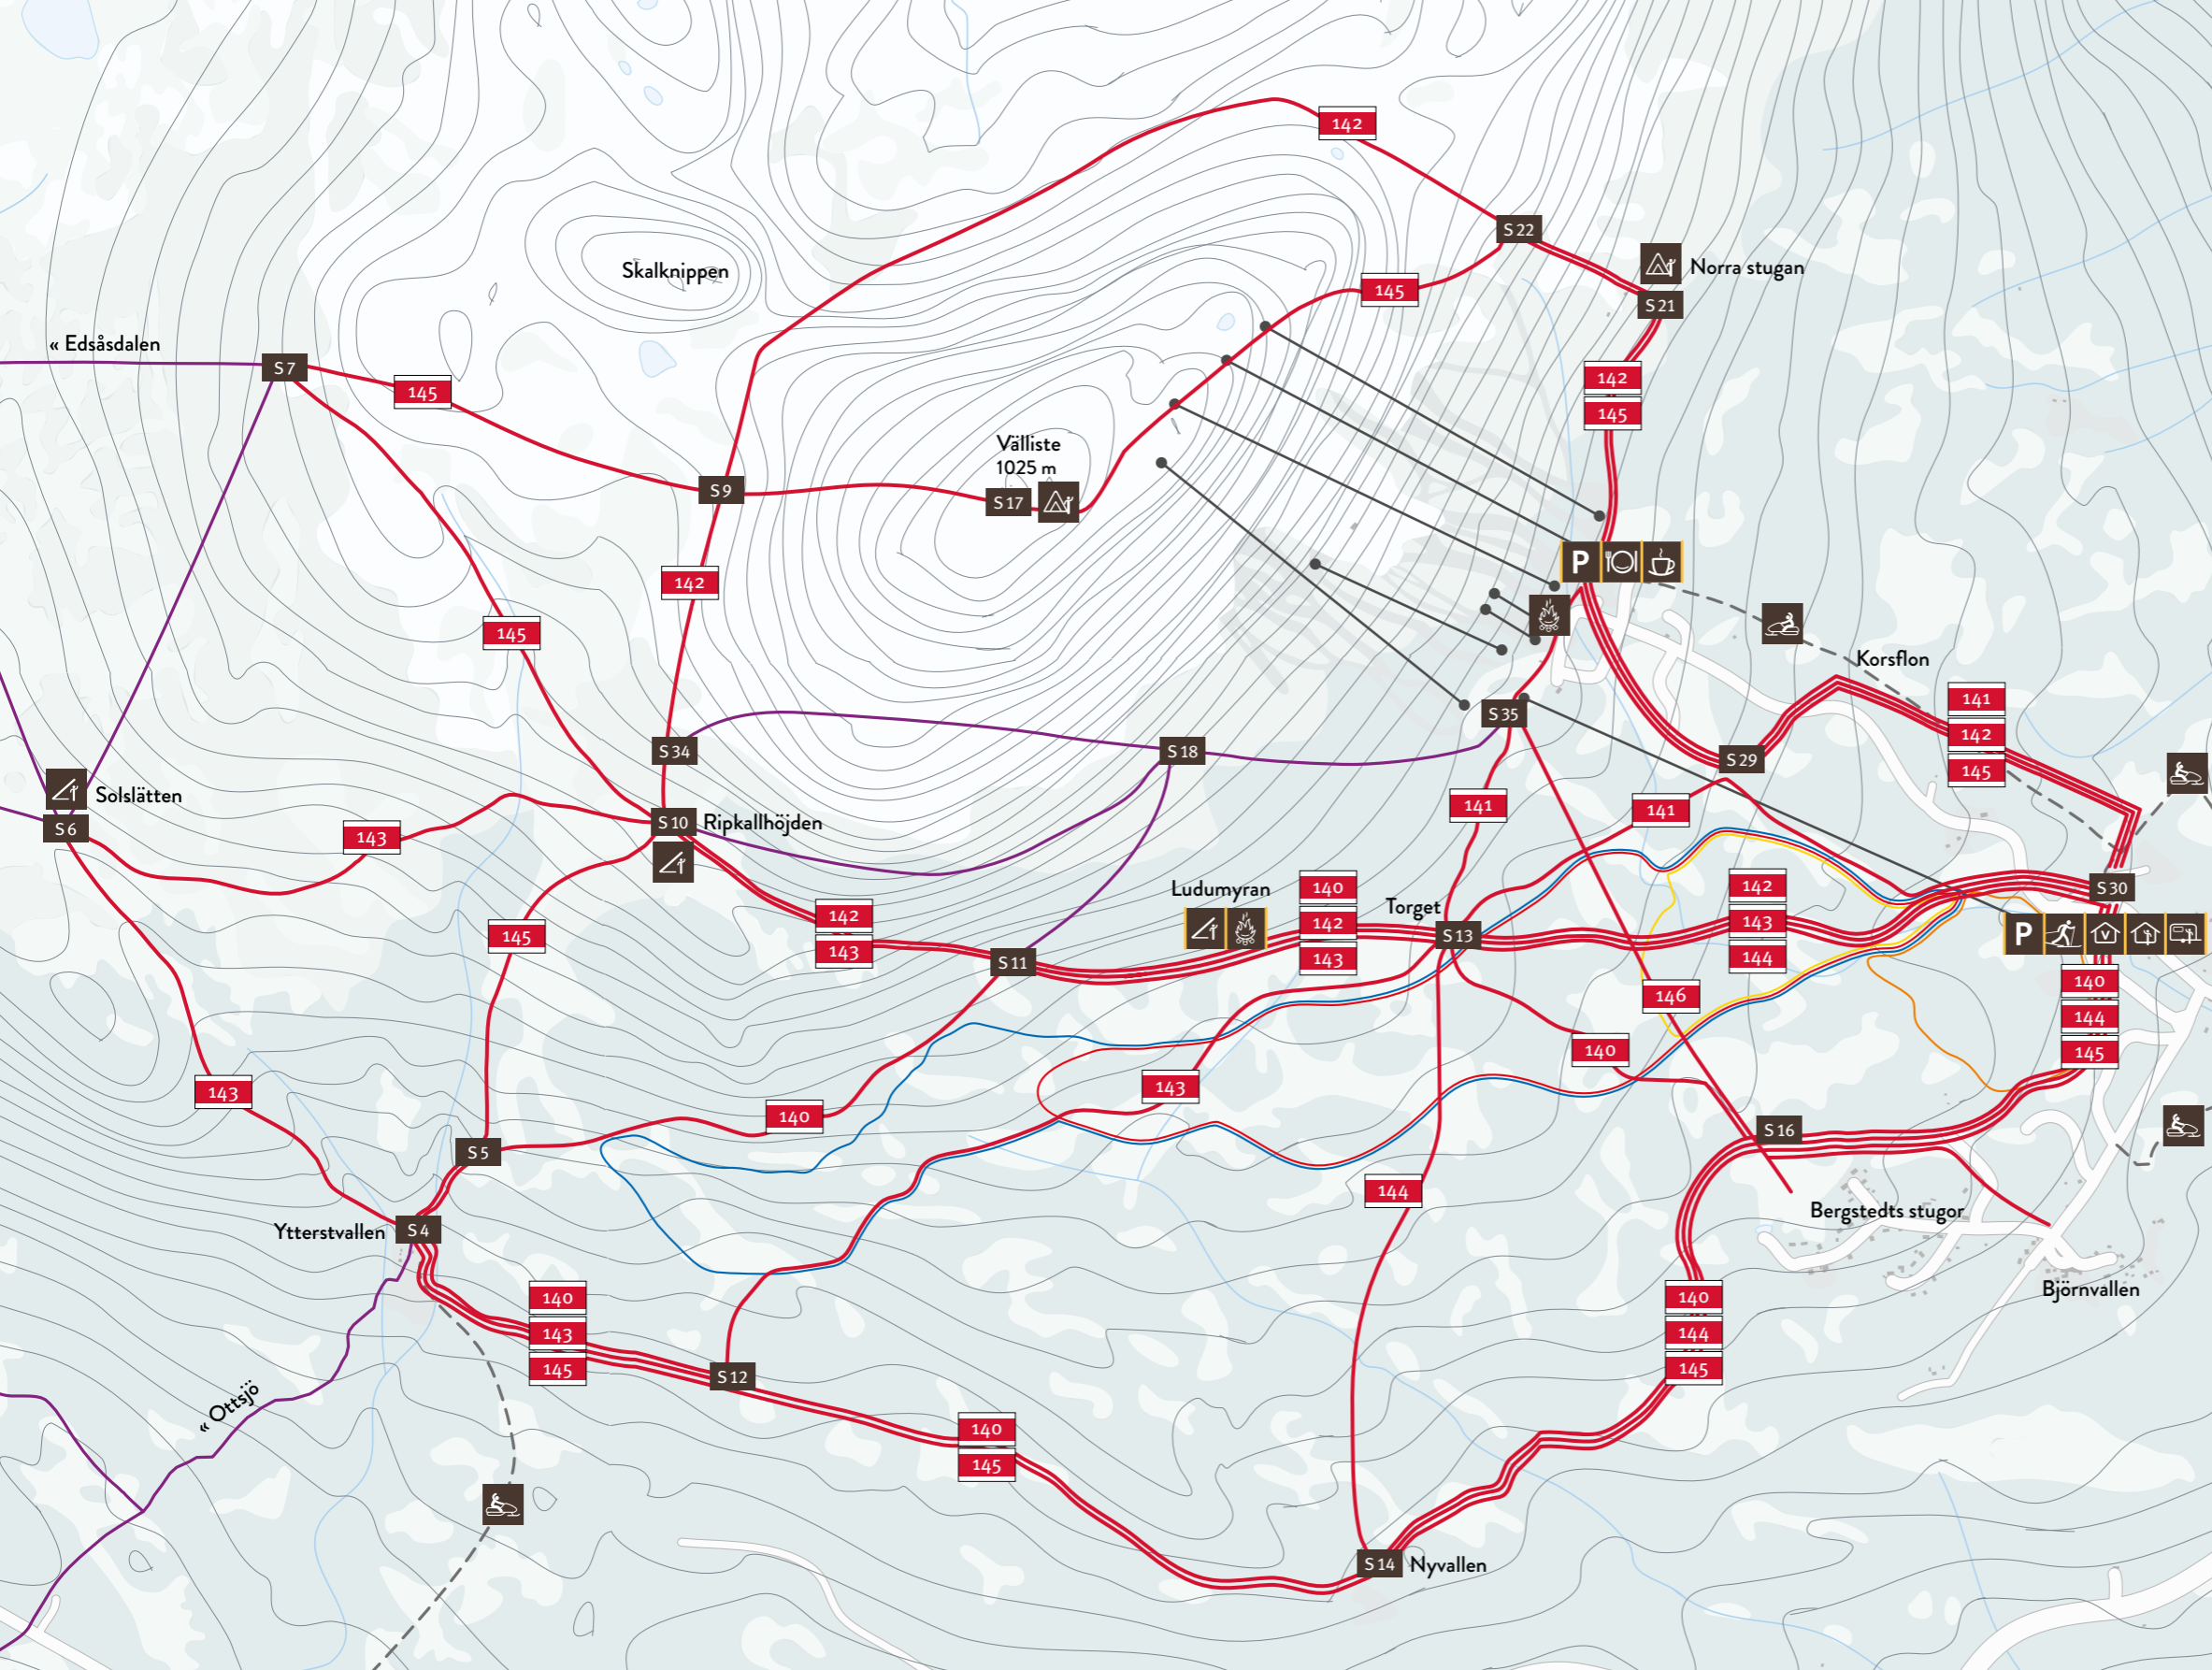 142
S 22
Norra stugan
Skalknippen
145
S 21
« Edsåsdalen
S 7
145
142
145
Välliste
1025 m
S 9
S 17
P
142
145
Korsflon
141
142
145
S 35
S 34
S 18
S 29
Solslätten
S 6
143
S 10
Ripkallhöjden
141
141
142
143
Ludumyran
140
142
143
Torget
S 13
142
143
144
S 30
P
145
S 11
146
140
144
145
140
143
143
140
S 5
S 16
144
Ytterstvallen
S 4
Bergstedts stugor
Björnvallen
140
143
145
140
144
145
S 12
« Ottsjö
140
145
S 14
Nyvallen